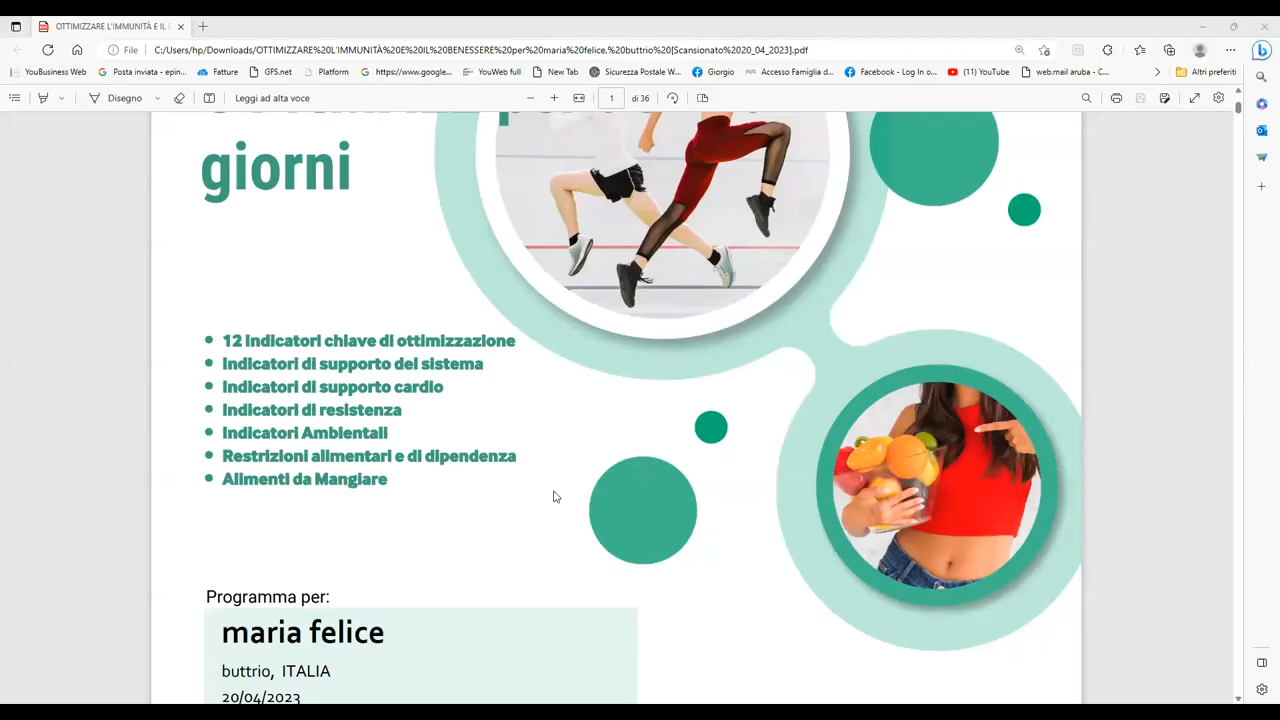 OTTIMIZZARE L'IMMUNITÀ E IL
File C:/Users/hp/Downloads/OTTIMIZZARE%20L'IMMUNITÀ%20E%20IL%20BENESSERE%20per%20maria%20felice,%20buttrio%20[Scansionato%2020_04_2023].pdf
YouBusiness Web Posta inviata - epin... Fatture GFS.net Platform https://www.google... YouWeb full New Tab Sicurezza Postale W... Giorgio Accesso Famiglia d... Facebook - Log In o... (11) YouTube web.mail aruba - C... Altri preferiti
Disegno Leggi ad alta voce 1 di 36
giorni
• 12 indicatori chiave di ottimizzazione
• Indicatori di supporto del sistema
• Indicatori di supporto cardio
• Indicatori di resistenza
• Indicatori Ambientali
• Restrizioni alimentari e di dipendenza
• Alimenti da Mangiare
Programma per:
maria felice
buttrio, ITALIA
20/04/2023